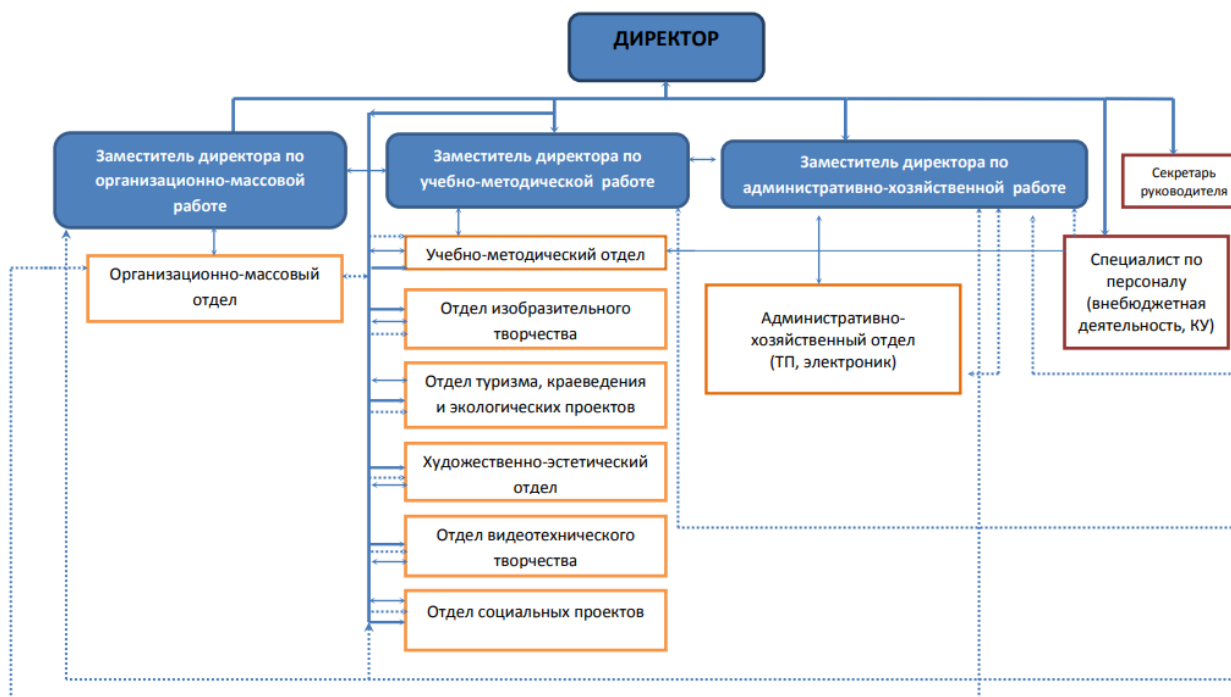 ДИРЕКТОР
Заместитель директора по
организационно-массовой
работе
Заместитель директора по
учебно-методической работе
Заместитель директора по
административно-хозяйственной работе
Секретарь
руководителя
Организационно-массовый
отдел
Учебно-методический отдел
Специалист по
персоналу
(внебюджетная
деятельность, КУ)
Отдел изобразительного
творчества
Административно-
хозяйственный отдел
(ТП, электроник)
Отдел туризма, краеведения
и экологических проектов
Художественно-эстетический
отдел
Отдел видеотехнического
творчества
Отдел социальных проектов